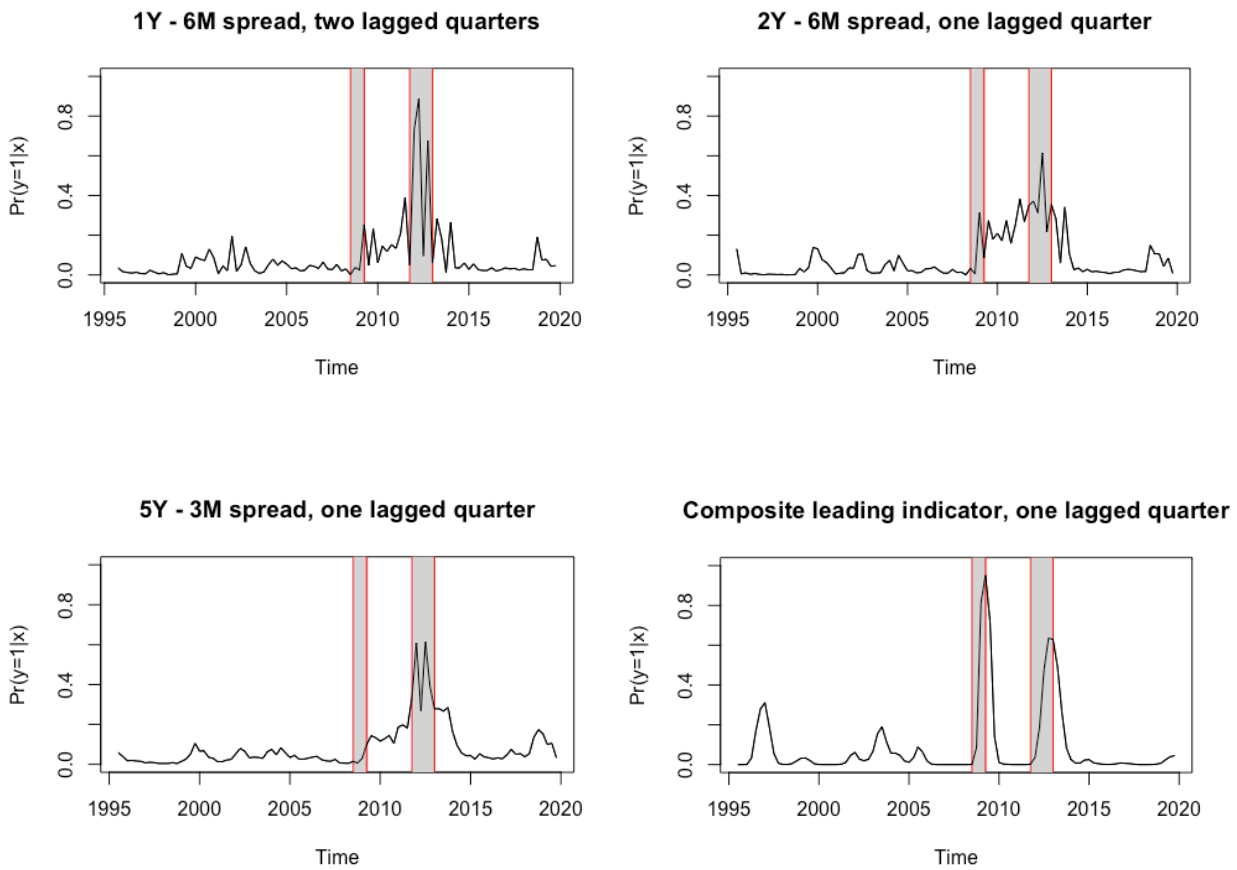 1Y - 6M spread, two lagged quarters
Pr(y=1|x)
0.8
0.4
0.0
1995 2000 2005 2010 2015 2020
Time
2Y - 6M spread, one lagged quarter
Pr(y=1|x)
0.8
0.4
0.0
1995 2000 2005 2010 2015 2020
Time
5Y - 3M spread, one lagged quarter
Pr(y=1|x)
0.8
0.4
0.0
1995 2000 2005 2010 2015 2020
Time
Composite leading indicator, one lagged quarter
Pr(y=1|x)
0.8
0.4
0.0
1995 2000 2005 2010 2015 2020
Time